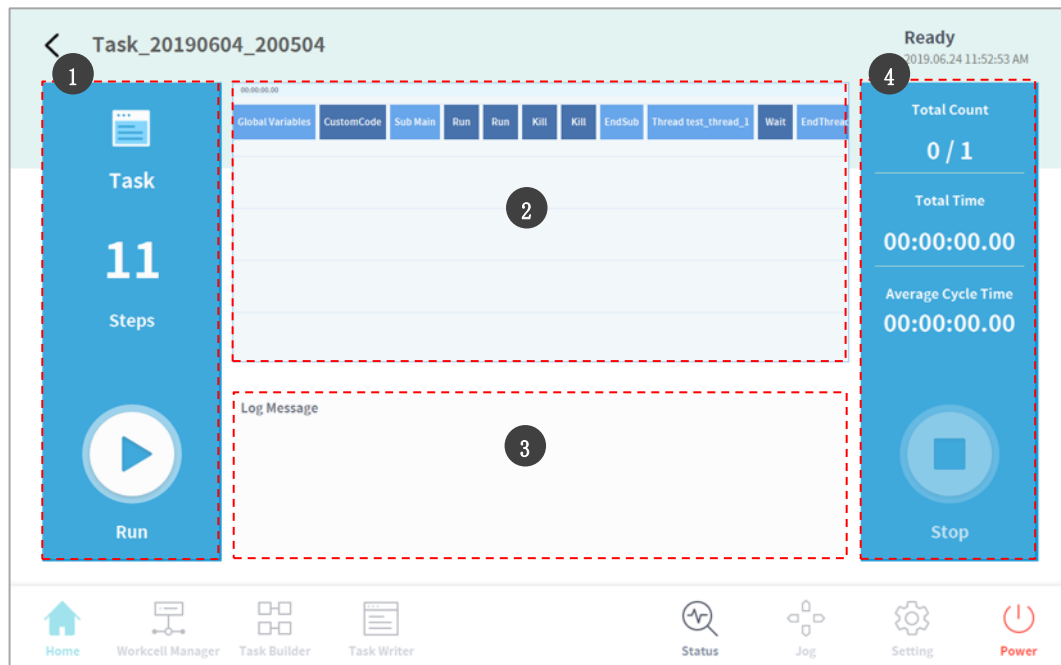 Task_20190604_200504
Ready
2019.06.24 11:52:53 AM
1
Task
11
Steps
Run
00:00:00.00
Global Variables CustomCode Sub Main Run Run Kill Kill EndSub Thread test_thread_1 Wait EndThread
2
Log Message
3
4
Total Count
0 / 1
Total Time
00:00:00.00
Average Cycle Time
00:00:00.00
Stop
Home Workcell Manager Task Builder Task Writer Status Jog Setting Power